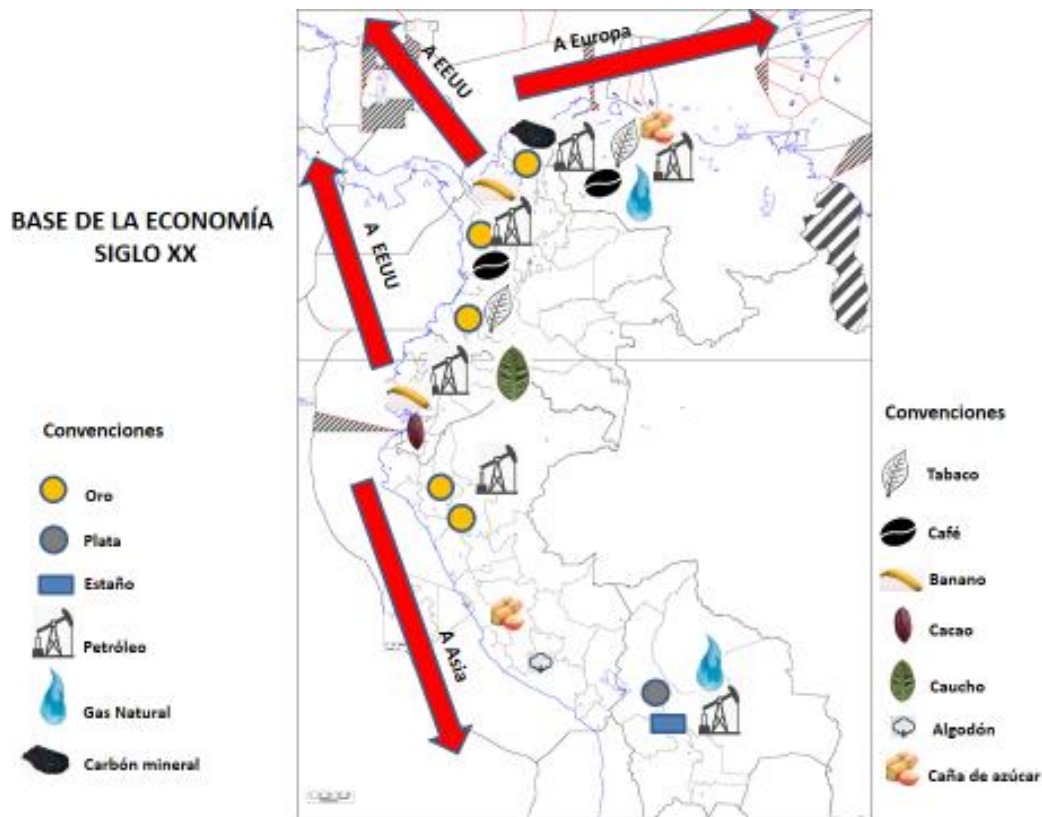 BASE DE LA ECONOMÍA
SIGLO XX
A EEUU
A Europa
A EEUU
A Asia
Convenciones
Oro
Plata
Estaño
Petróleo
Gas Natural
Carbón mineral
Convenciones
Tabaco
Café
Banano
Cacao
Caucho
Algodón
Caña de azúcar